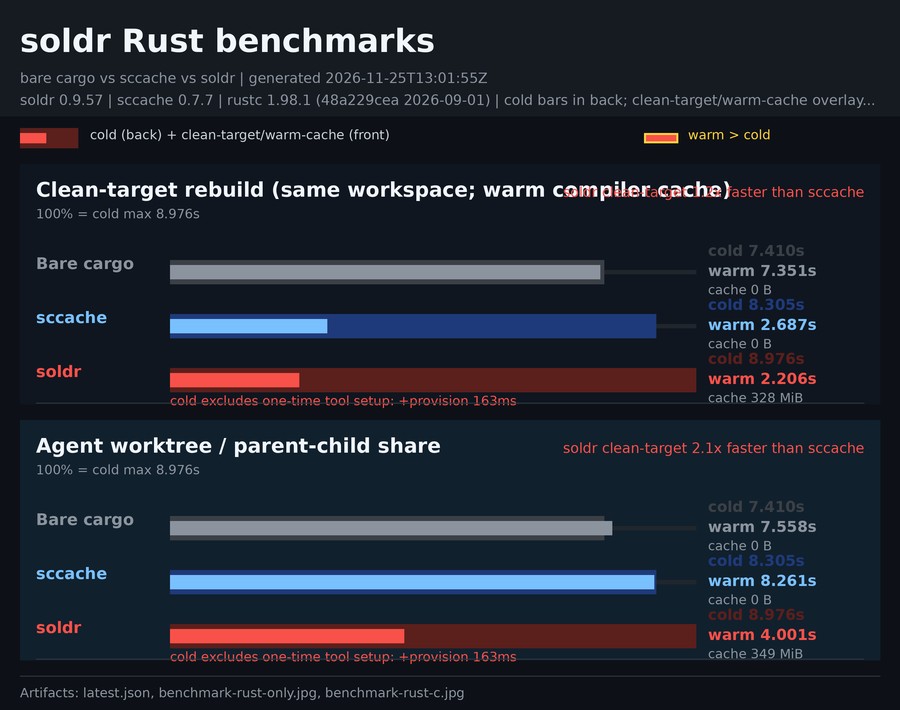 soldr Rust benchmarks
bare cargo vs sccache vs soldr | generated 2026-11-25T13:01:55Z
soldr 0.9.57 | sccache 0.7.7 | rustc 1.98.1 (48a229cea 2026-09-01) | cold bars in back; clean-target/warm-cache overlay...
cold (back) + clean-target/warm-cache (front)
warm > cold
Clean-target rebuild (same workspace; warm compiler cache)
soldr clean-target 1.2x faster than sccache
100% = cold max 8.976s
Bare cargo
cold 7.410s
warm 7.351s
cache 0 B
sccache
cold 8.305s
warm 2.687s
cache 0 B
soldr
cold 8.976s
warm 2.206s
cache 328 MiB
cold excludes one-time tool setup: +provision 163ms
Agent worktree / parent-child share
soldr clean-target 2.1x faster than sccache
100% = cold max 8.976s
Bare cargo
cold 7.410s
warm 7.558s
cache 0 B
sccache
cold 8.305s
warm 8.261s
cache 0 B
soldr
cold 8.976s
warm 4.001s
cache 349 MiB
cold excludes one-time tool setup: +provision 163ms
Artifacts: latest.json, benchmark-rust-only.jpg, benchmark-rust-c.jpg